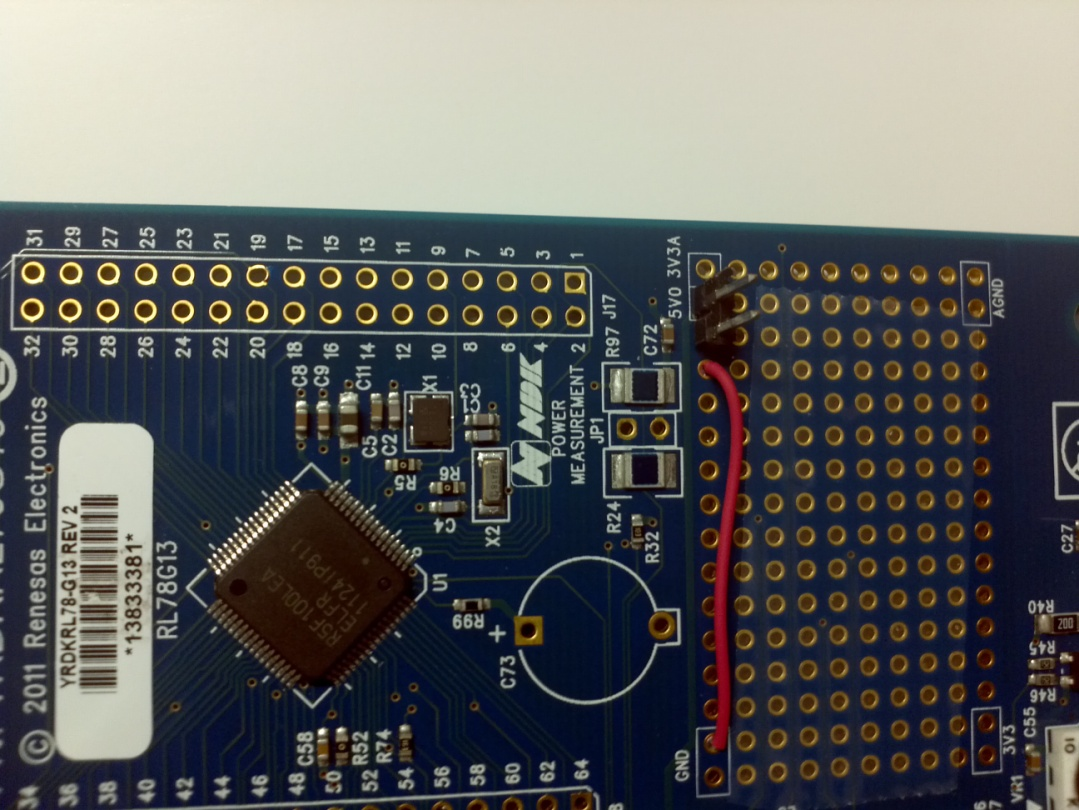 31 29 27 25 23 21 19 17 15 13 11 9 7 5 3 1
32 30 28 26 24 22 20 18 16 14 12 10 8 6 4 2
J17
5V0 3V3A
AGND
R97
C72
C8
C9
C11
C5
C2
X1
R5
R6
C4
X2
NDK
POWER
MEASUREMENT
JP1
R24
R32
© 2011 Renesas Electronics
YRDKRL78-G13 REV 2
*13833381*
RL78G13
R5F100LEA
U1
R99
+
C73
C58
R52
R74
GND
3V3
C27
R40
200
R45
R46
C55
VR1
34 36 38 40 42 44 46 48 50 52 54 56 58 60 62 64